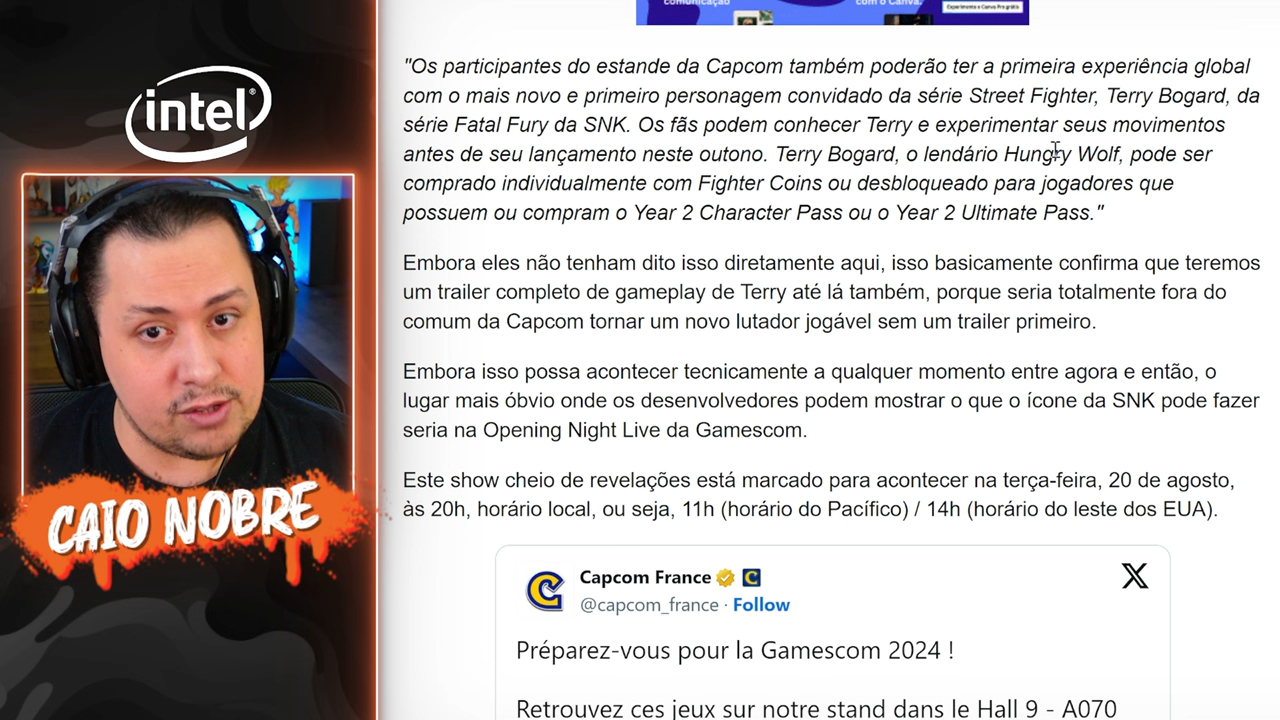 comunicação
com o Canva.
Experimente o Canva Pro grátis
"Os participantes do estande da Capcom também poderão ter a primeira experiência global
com o mais novo e primeiro personagem convidado da série Street Fighter, Terry Bogard, da
série Fatal Fury da SNK. Os fãs podem conhecer Terry e experimentar seus movimentos
antes de seu lançamento neste outono. Terry Bogard, o lendário Hungry Wolf, pode ser
comprado individualmente com Fighter Coins ou desbloqueado para jogadores que
possuem ou compram o Year 2 Character Pass ou o Year 2 Ultimate Pass."
Embora eles não tenham dito isso diretamente aqui, isso basicamente confirma que teremos
um trailer completo de gameplay de Terry até lá também, porque seria totalmente fora do
comum da Capcom tornar um novo lutador jogável sem um trailer primeiro.
Embora isso possa acontecer tecnicamente a qualquer momento entre agora e então, o
lugar mais óbvio onde os desenvolvedores podem mostrar o que o ícone da SNK pode fazer
seria na Opening Night Live da Gamescom.
Este show cheio de revelações está marcado para acontecer na terça-feira, 20 de agosto,
às 20h, horário local, ou seja, 11h (horário do Pacífico) / 14h (horário do leste dos EUA).
Capcom France
@capcom_france · Follow
Préparez-vous pour la Gamescom 2024 !
Retrouvez ces jeux sur notre stand dans le Hall 9 - A070
intel®
CAIO NOBRE